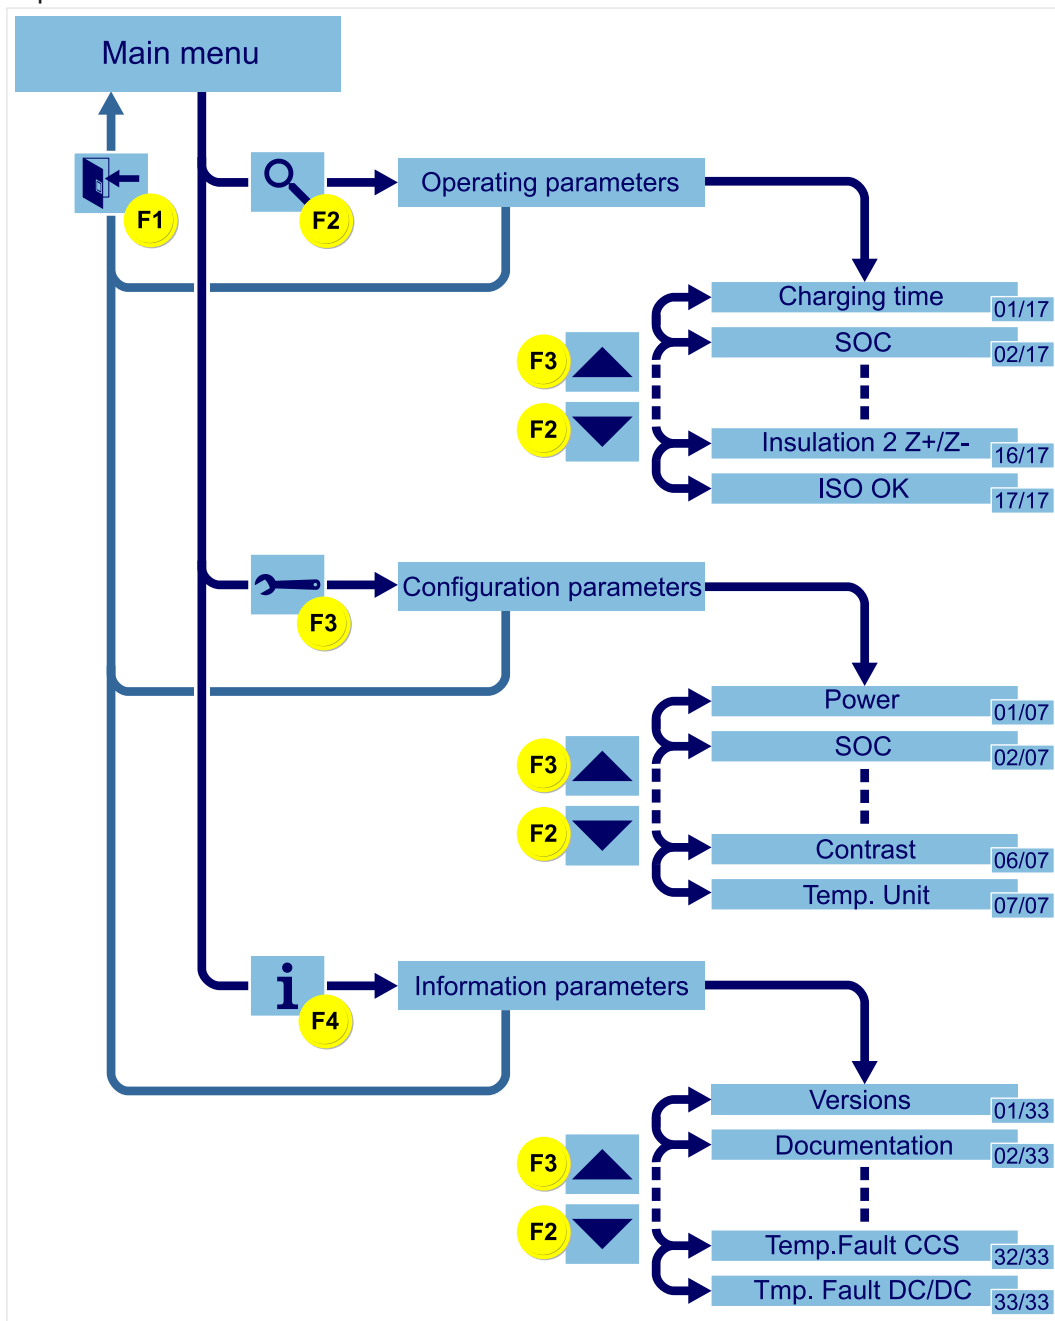 Main menu
F1
F2
Operating parameters
Charging time
01/17
SOC
02/17
F3
F2
Insulation 2 Z+/Z-
16/17
ISO OK
17/17
F3
Configuration parameters
Power
01/07
SOC
02/07
F3
F2
Contrast
06/07
Temp. Unit
07/07
i
F4
Information parameters
Versions
01/33
Documentation
02/33
F3
F2
Temp.Fault CCS
32/33
Tmp. Fault DC/DC
33/33